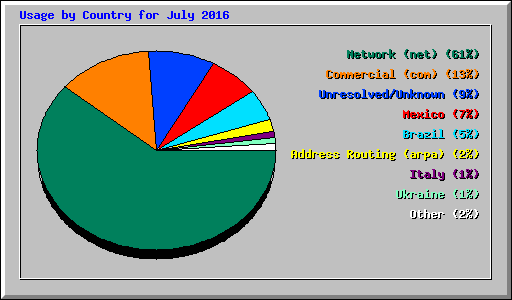 Usage by Country for July 2016
Network (net) (61%)
Commercial (com) (13%)
Unresolved/Unknown (9%)
Mexico (7%)
Brazil (5%)
Address Routing (arpa) (2%)
Italy (1%)
Ukraine (1%)
Other (2%)